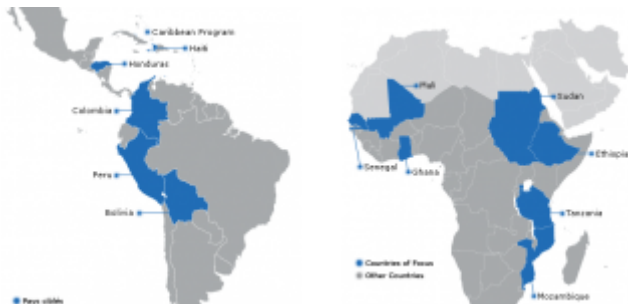 Caribbean Program
Haiti
Honduras
Colombia
Peru
Bolivia
Pays ciblés
Mali
Sudan
Senegal
Ghana
Ethiopia
Tanzania
Countries of Focus
Other Countries
Mozambique